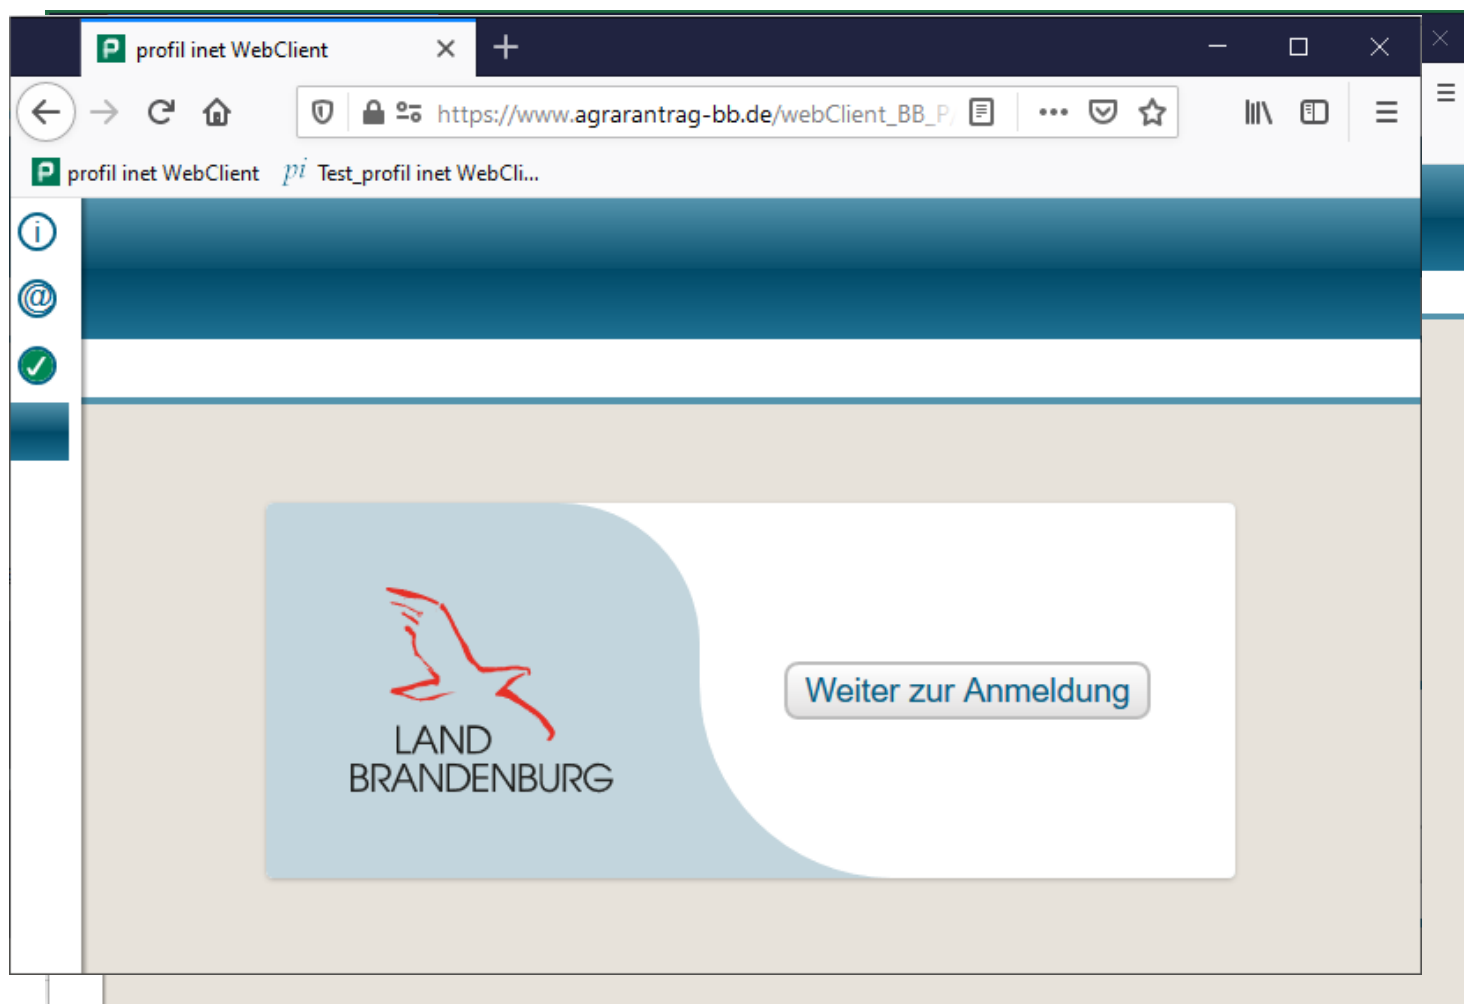 profil inet WebClient
https://www.agrarantrag-bb.de/webClient_BB_P/
profil inet WebClient pi Test_profil inet WebCli...
Weiter zur Anmeldung
LAND
BRANDENBURG